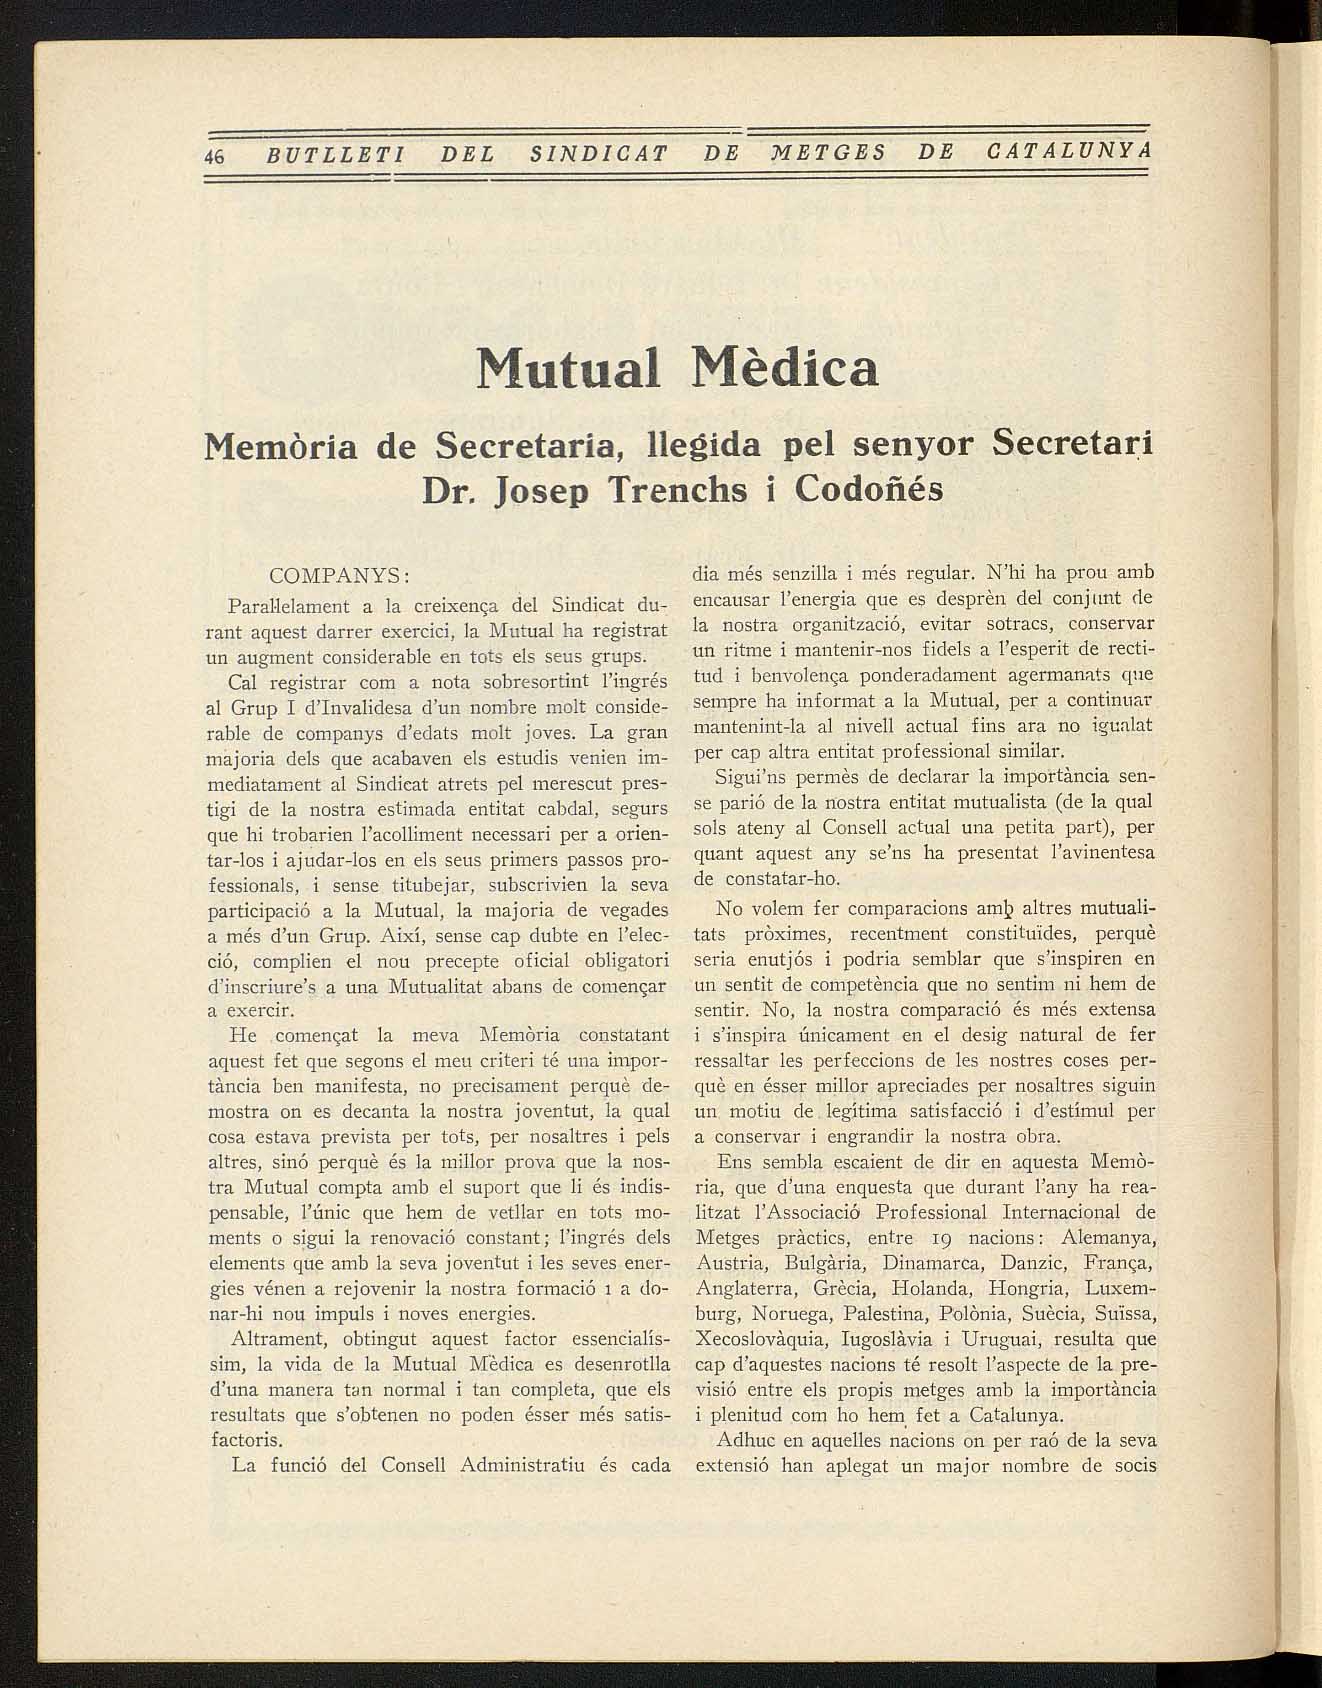 46 BUTLLETI DEL SINDICAT DE METGES DE CATALUNYA
Mutual Mèdica
Memòria de Secretaria, llegida pel senyor Secretari
Dr. Josep Trenchs i Codoñés
COMPANYS:
Paral·lelament a la creixença del Sindicat du-
rant aquest darrer exercici, la Mutual ha registrat
un augment considerable en tots els seus grups.
Cal registrar com a nota sobresortint l'ingrés
al Grup I d'Invalidesa d'un nombre molt conside-
rable de companys d'edats molt joves. La gran
majoria dels que acabaven els estudis venien im-
mediatament al Sindicat atrets pel merescut pres-
tigi de la nostra estimada entitat cabdal, segurs
que hi trobarien l'acolliment necessari per a orien-
tar-los i ajudar-los en els seus primers passos pro-
fessionals, i sense titubejar, subscrivien la seva
participació a la Mutual, la majoria de vegades
a més d'un Grup. Així, sense cap dubte en l'elec-
ció, complien el nou precepte oficial obligatori
d'inscriure's a una Mutualitat abans de començar
a exercir.
He començat la meva Memòria constatant
aquest fet que segons el meu criteri té una impor-
tància ben manifesta, no precisament perquè de-
mostra on es decanta la nostra joventut, la qual
cosa estava prevista per tots, per nosaltres i pels
altres, sinó perquè és la millor prova que la nos-
tra Mutual compta amb el suport que li és indis-
pensable, l'únic que hem de vetllar en tots mo-
ments o sigui la renovació constant; l'ingrés dels
elements que amb la seva joventut i les seves ener-
gies vénen a rejovenir la nostra formació i a do-
nar-hi nou impuls i noves energies.
Altrament, obtingut aquest factor essencialís-
sim, la vida de la Mutual Mèdica es desenrotlla
d'una manera tan normal i tan completa, que els
resultats que s'obtenen no poden ésser més satis-
factoris.
La funció del Consell Administratiu és cada
dia més senzilla i més regular. N'hi ha prou amb
encausar l'energia que es desprèn del conjunt de
la nostra organització, evitar sotracs, conservar
un ritme i mantenir-nos fidels a l'esperit de recti-
tud i benvolença ponderadament agermanats que
sempre ha informat a la Mutual, per a continuar
mantenint-la al nivell actual fins ara no igualat
per cap altra entitat professional similar.
Sigui'ns permès de declarar la importància sen-
se parió de la nostra entitat mutualista (de la qual
sols ateny al Consell actual una petita part), per
quant aquest any se'ns ha presentat l'avinentesa
de constatar-ho.
No volem fer comparacions amb altres mutuali-
tats pròximes, recentment constituïdes, perquè
seria enutjós i podria semblar que s'inspiren en
un sentit de competència que no sentim ni hem de
sentir. No, la nostra comparació és més extensa
i s'inspira únicament en el desig natural de fer
ressaltar les perfeccions de les nostres coses per-
què en ésser millor apreciades per nosaltres siguin
un motiu de legítima satisfacció i d'estímul per
a conservar i engrandir la nostra obra.
Ens sembla escaient de dir en aquesta Memò-
ria, que d'una enquesta que durant l'any ha rea-
litzat l'Associació Professional Internacional de
Metges pràctics, entre 19 nacions: Alemanya,
Austria, Bulgària, Dinamarca, Danzic, França,
Anglaterra, Grècia, Holanda, Hongria, Luxem-
burg, Noruega, Palestina, Polònia, Suècia, Suïssa,
Xecoslovàquia, Iugoslàvia i Uruguai, resulta que
cap d'aquestes nacions té resolt l'aspecte de la pre-
visió entre els propis metges amb la importància
i plenitud com ho hem fet a Catalunya.
Adhuc en aquelles nacions on per raó de la seva
extensió han aplegat un major nombre de socis